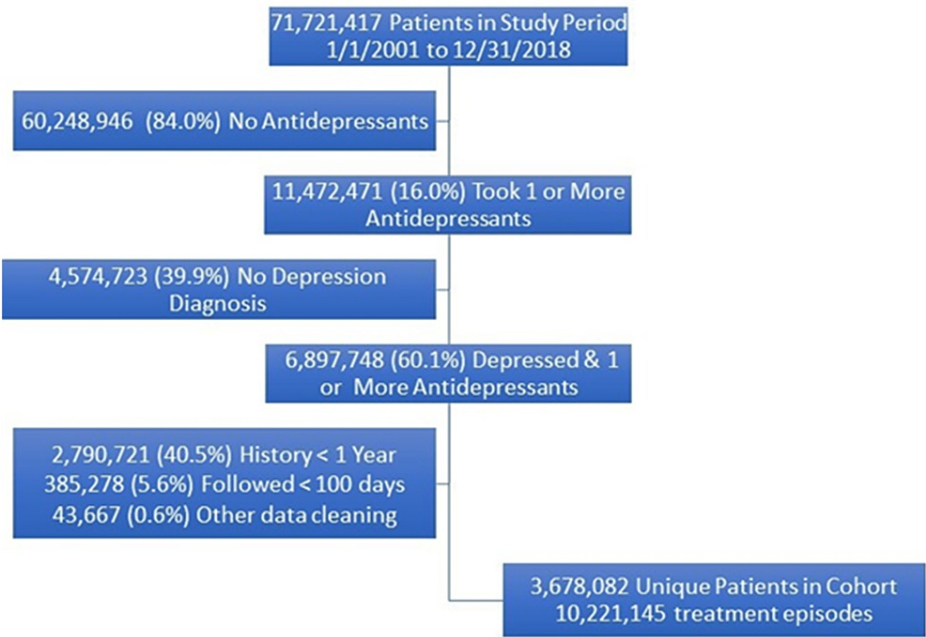 71,721,417 Patients in Study Period
1/1/2001 to 12/31/2018
60,248,946 (84.0%) No Antidepressants
11,472,471 (16.0%) Took 1 or More
Antidepressants
4,574,723 (39.9%) No Depression
Diagnosis
6,897,748 (60.1%) Depressed & 1
or More Antidepressants
2,790,721 (40.5%) History < 1 Year
385,278 (5.6%) Followed < 100 days
43,667 (0.6%) Other data cleaning
3,678,082 Unique Patients in Cohort
10,221,145 treatment episodes